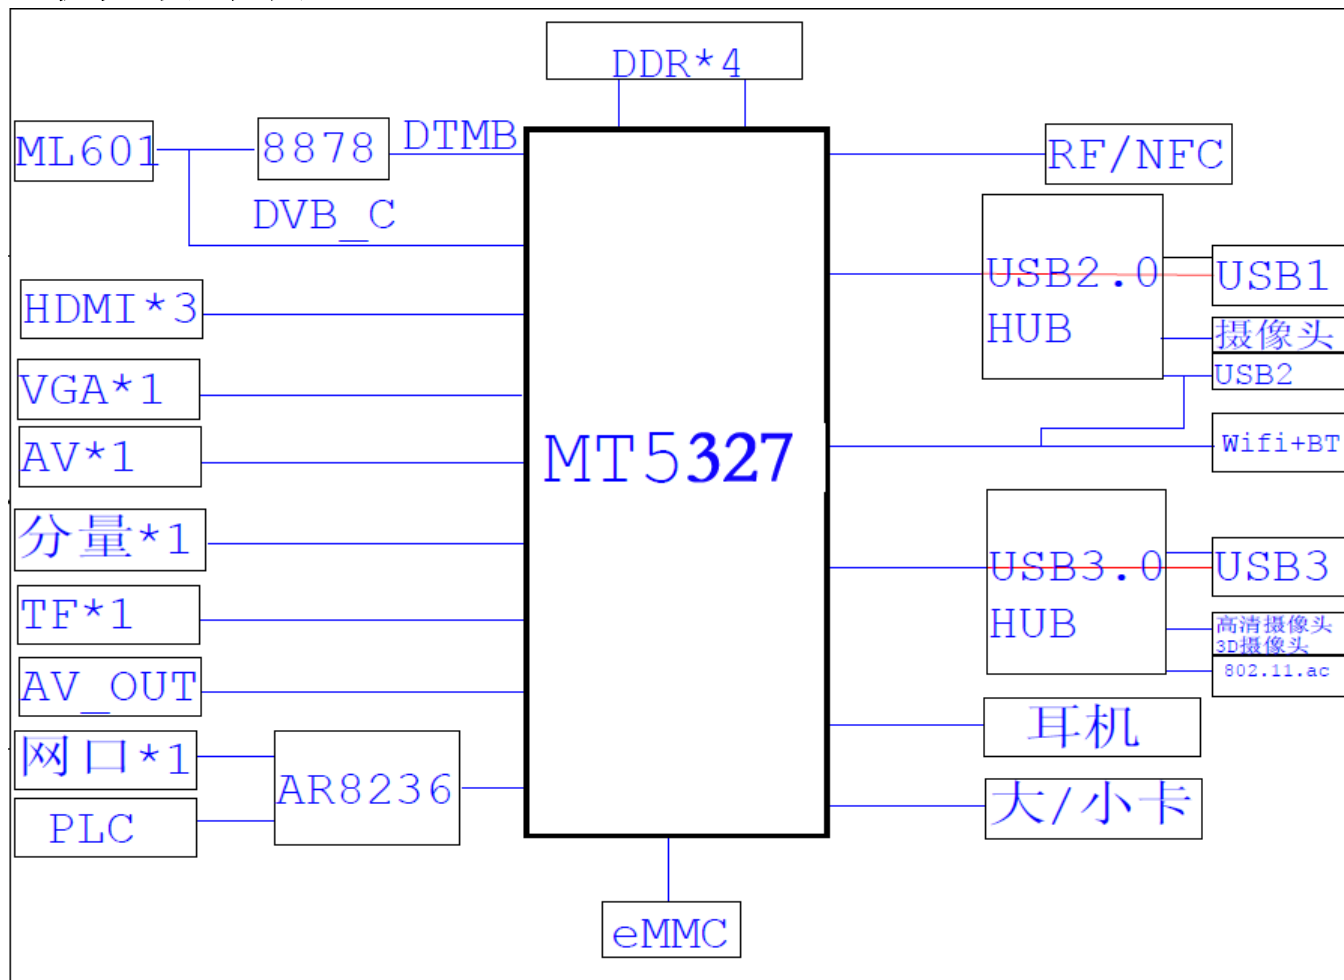 DDR*4
ML601
8878
DTMB
DVB_C
HDMI*3
VGA*1
AV*1
分量*1
TF*1
AV_OUT
网口*1
PLC
AR8236
MT5327
eMMC
RF/NFC
USB2.0
HUB
USB1
摄像头
USB2
Wifi+BT
USB3.0
HUB
USB3
高清摄像头
3D摄像头
802.11.ac
耳机
大/小卡